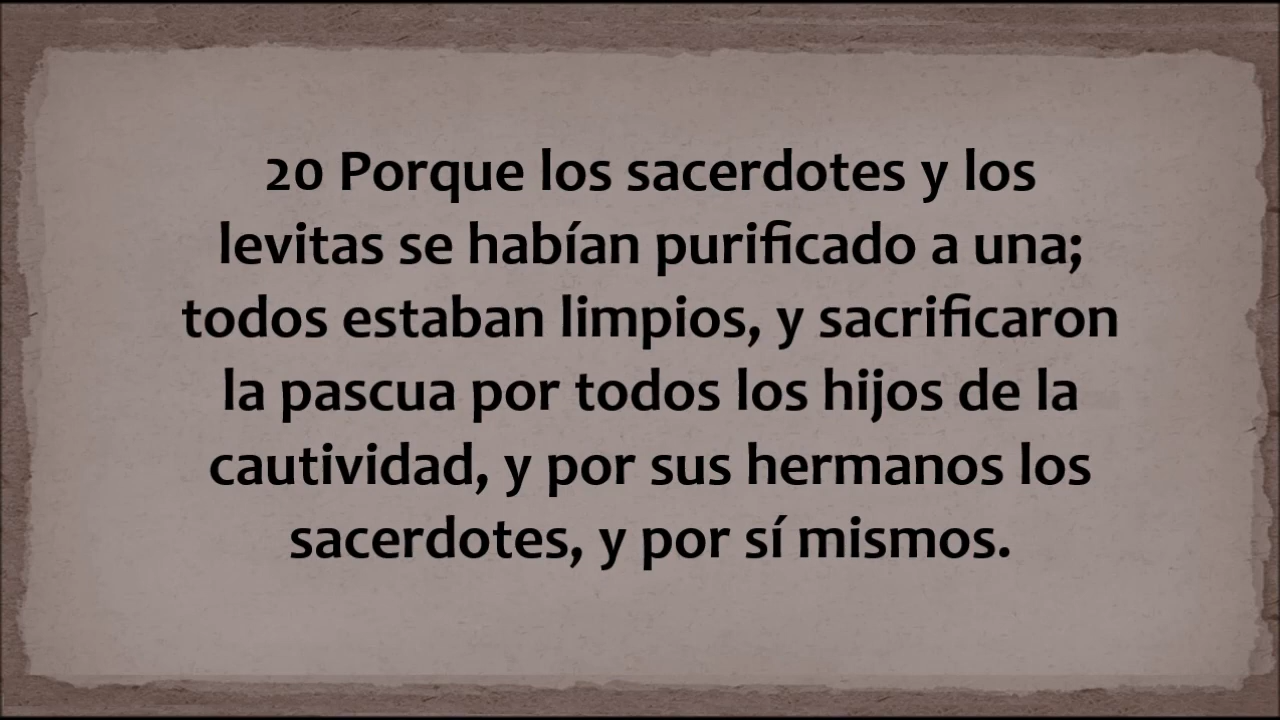 20 Porque los sacerdotes y los
levitas se habían purificado a una;
todos estaban limpios, y sacrificaron
la pascua por todos los hijos de la
cautividad, y por sus hermanos los
sacerdotes, y por sí mismos.